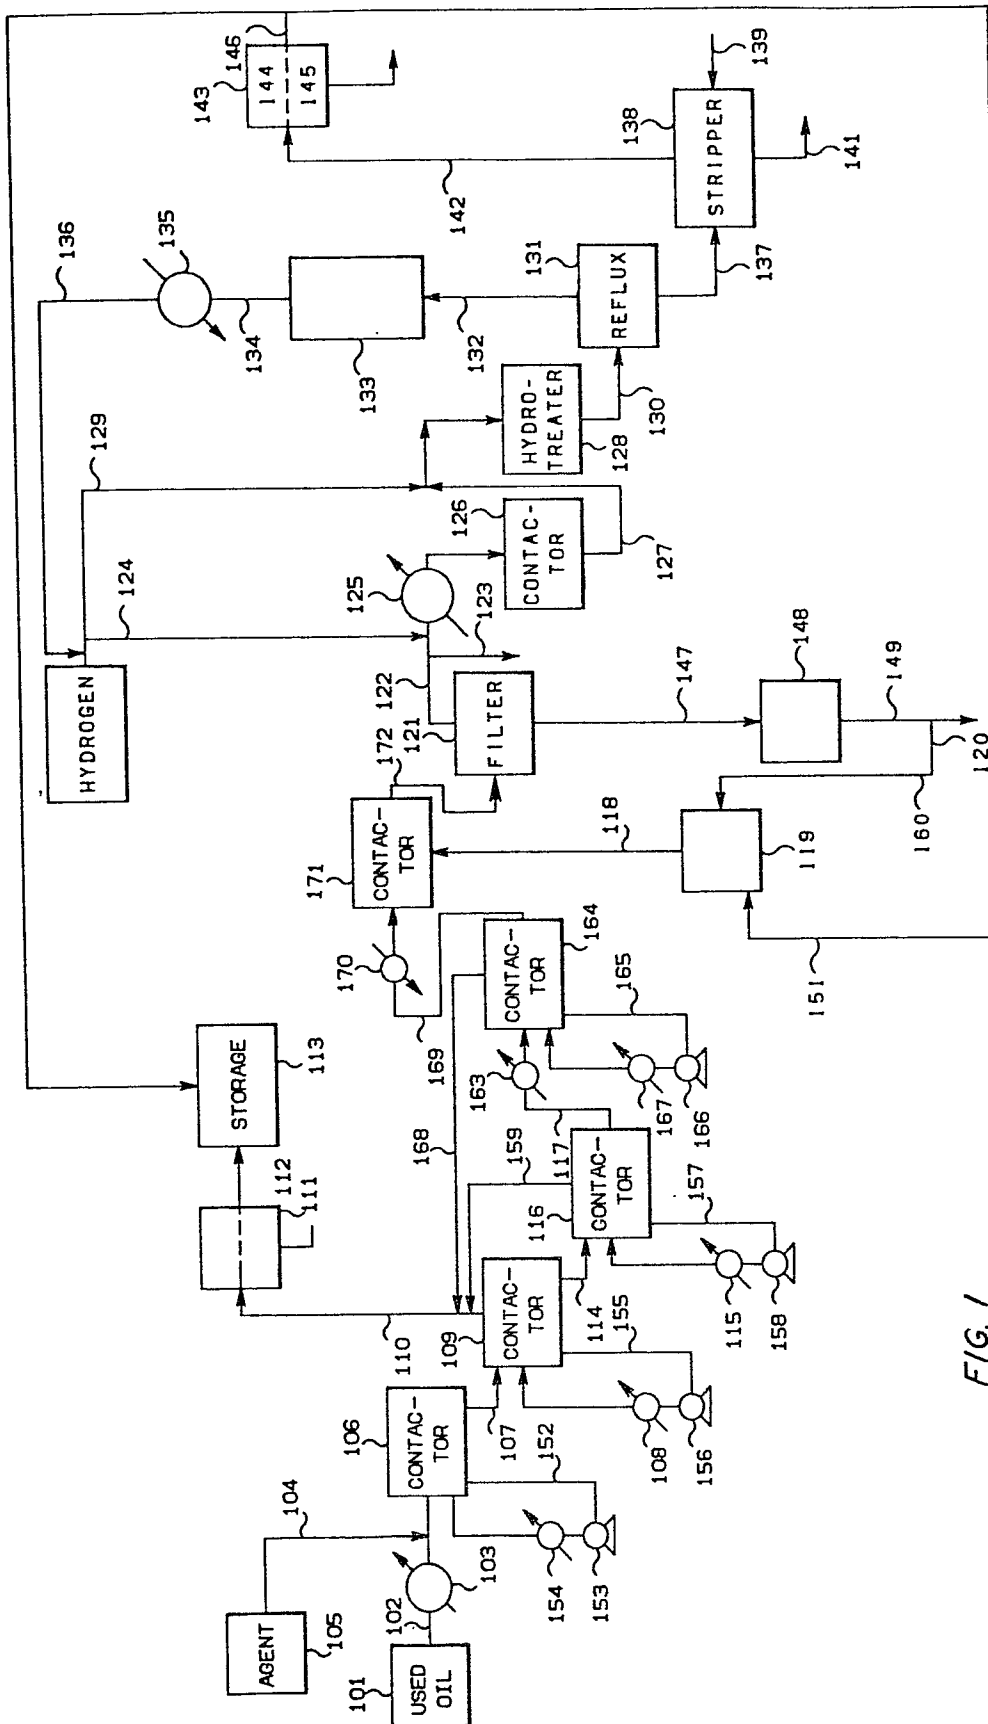 USED
OIL
101
102
103
AGENT
105
104
CONTAC-
TOR
106
152
153
154
107
CONTAC-
TOR
109
155
156
108
110
111
112
STORAGE
113
114
GONTAC-
TOR
116
157
158
115
159
117
163
CONTAC-
TOR
164
165
166
167
168
169
170
CONTAC-
TOR
171
172
118
119
151
160
120
FILTER
121
122
123
147
148
149
HYDROGEN
124
125
CONTAC-
TOR
126
127
129
HYDRO-
TREATER
128
130
REFLUX
131
132
133
134
135
136
137
STRIPPER
138
139
141
142
143
144
145
146
FIG. 1